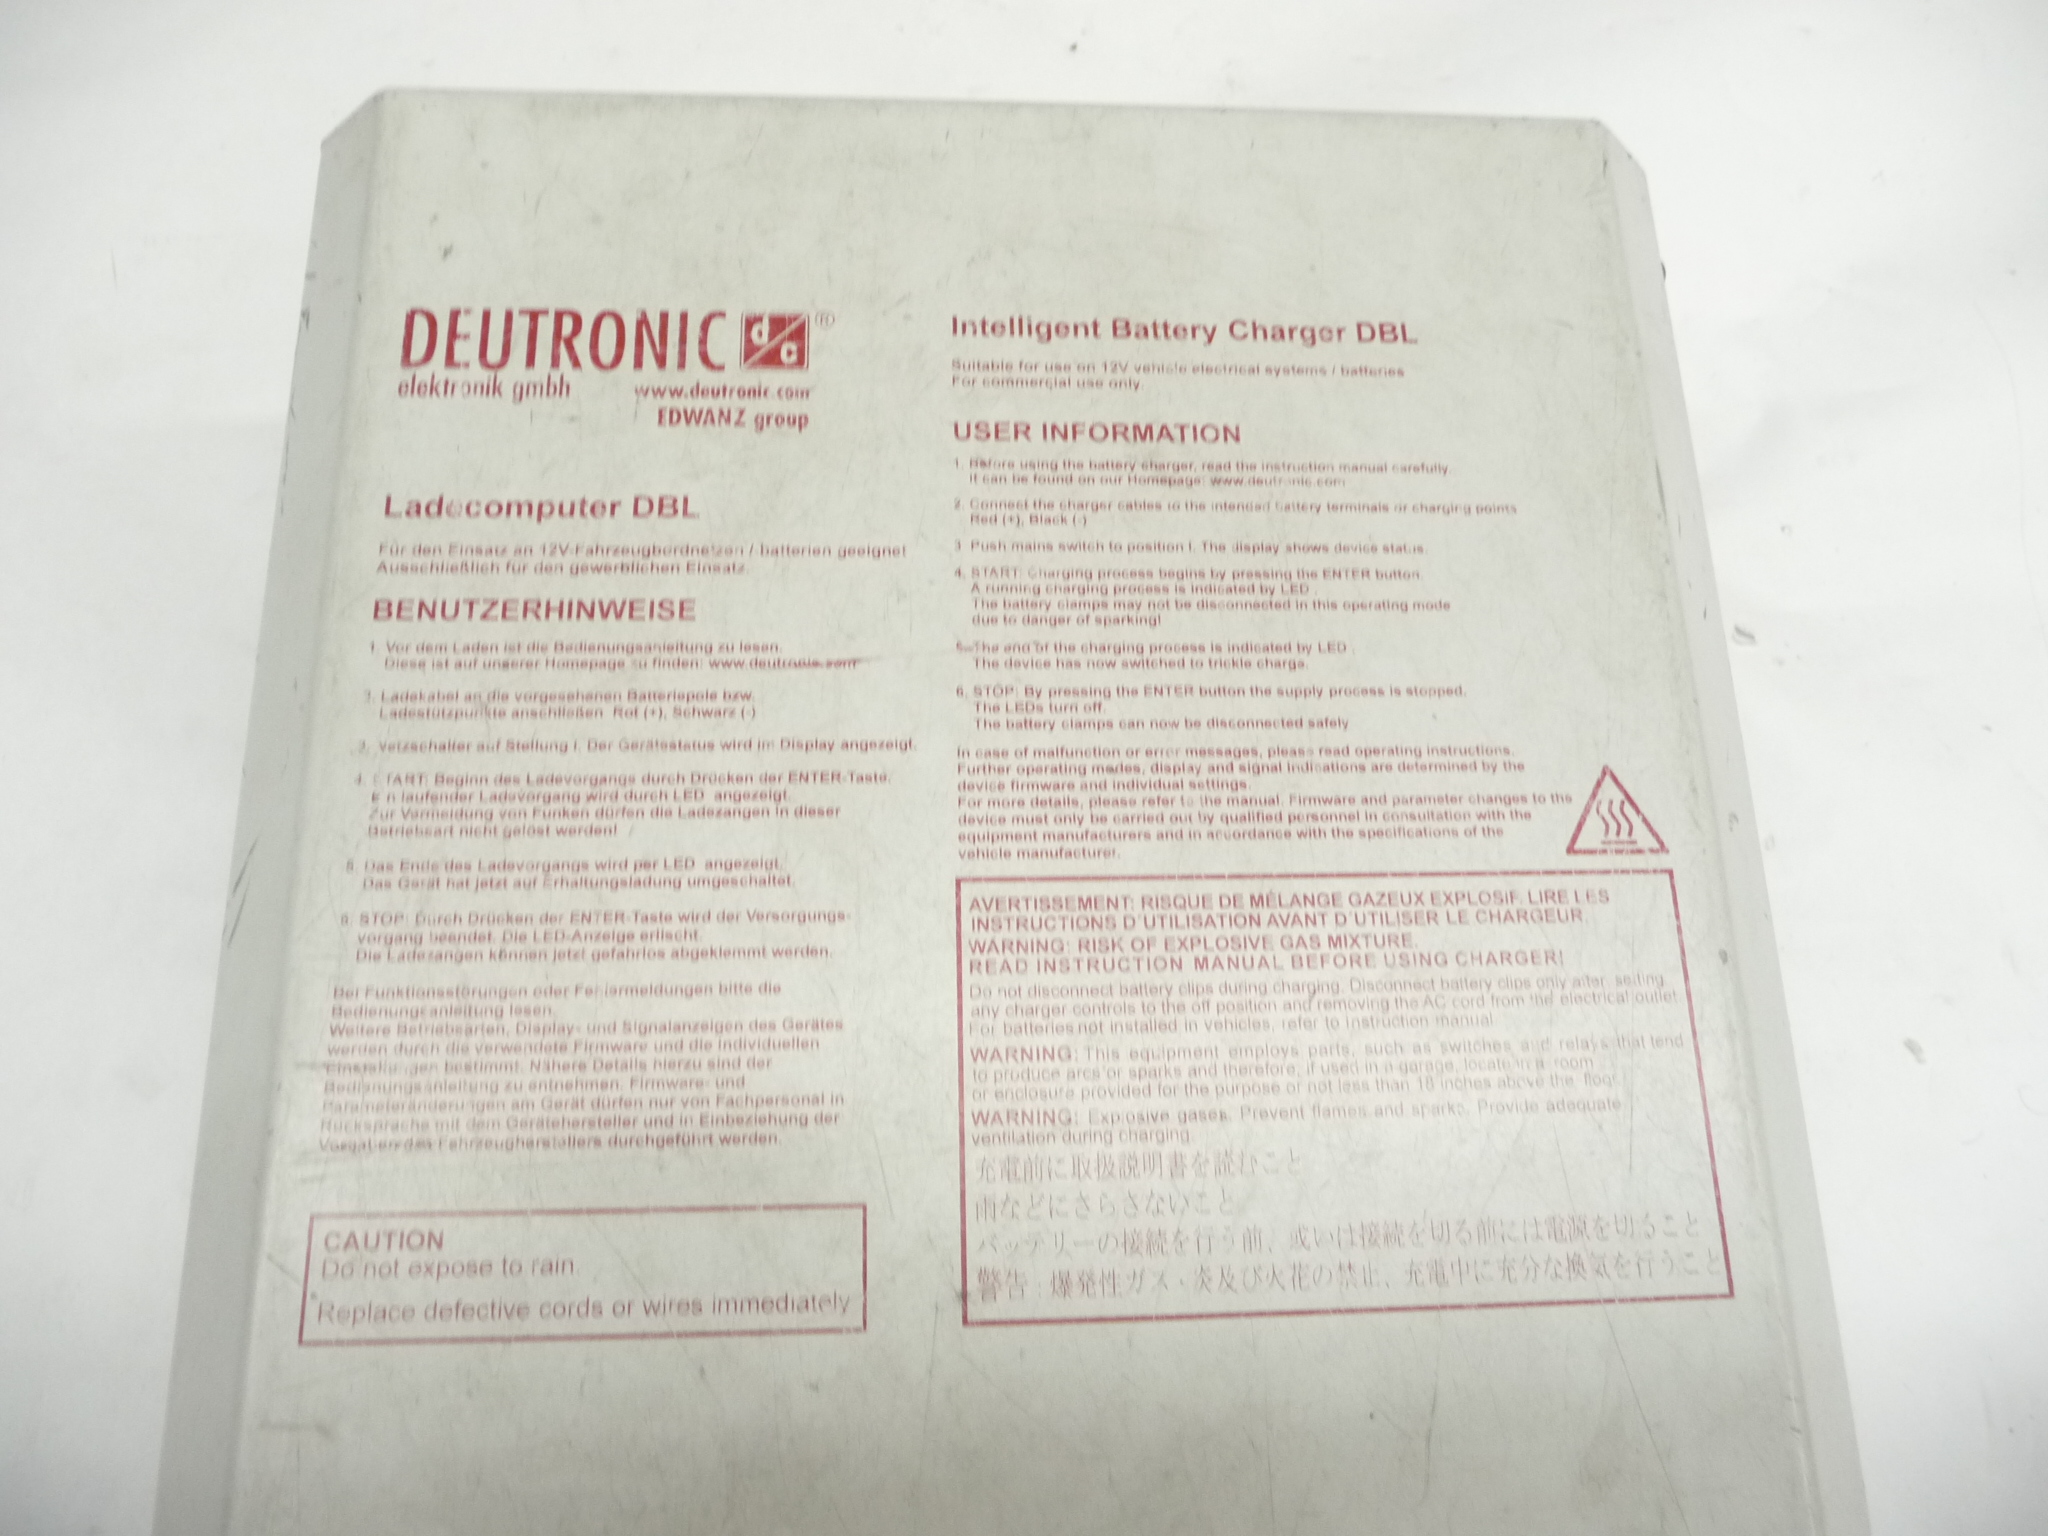 DEUTRONIC d/c ®
elektronik gmbh www.deutronic.com
EDWANZ group
Ladecomputer DBL
Für den Einsatz an 12V-Fahrzeugbordnetzen / batterien geeignet
Ausschließlich für den gewerblichen Einsatz.
BENUTZERHINWEISE
1. Vor dem Laden ist die Bedienungsanleitung zu lesen.
Diese ist auf unserer Homepage zu finden: www.deutronic.com
2. Ladekabel an die vorgesehenen Batteriepole bzw.
Ladestützpunkte anschließen Rot (+), Schwarz (-)
3. Netzschalter auf Stellung I. Der Gerätestatus wird im Display angezeigt.
4. START: Beginn des Ladevorgangs durch Drücken der ENTER-Taste.
Ein laufender Ladevorgang wird durch LED angezeigt.
Zur Vermeidung von Funken dürfen die Ladezangen in dieser
Betriebsart nicht gelöst werden!
5. Das Ende des Ladevorgangs wird per LED angezeigt.
Das Gerät hat jetzt auf Erhaltungsladung umgeschaltet.
6. STOP: Durch Drücken der ENTER-Taste wird der Versorgungs-
vorgang beendet. Die LED-Anzeige erlischt.
Die Ladezangen können jetzt gefahrlos abgeklemmt werden.
Bei Funktionsstörungen oder Fehlermeldungen bitte die
Bedienungsanleitung lesen.
Weitere Betriebsarten, Display- und Signalanzeigen des Gerätes
werden durch die verwendete Firmware und die individuellen
Einstellungen bestimmt. Nähere Details hierzu sind der
Bedienungsanleitung zu entnehmen. Firmware- und
Parameteränderungen am Gerät dürfen nur von Fachpersonal in
Rücksprache mit dem Gerätehersteller und in Einbeziehung der
Vorgaben des Fahrzeugherstellers durchgeführt werden.
CAUTION
Do not expose to rain.
Replace defective cords or wires immediately
Intelligent Battery Charger DBL
Suitable for use on 12V vehicle electrical systems / batteries
For commercial use only.
USER INFORMATION
1. Before using the battery charger, read the instruction manual carefully.
It can be found on our Homepage: www.deutronic.com
2. Connect the charger cables to the intended battery terminals or charging points
Red (+), Black (-)
3. Push mains switch to position I. The display shows device status.
4. START: Charging process begins by pressing the ENTER button.
A running charging process is indicated by LED .
The battery clamps may not be disconnected in this operating mode
due to danger of sparking!
5. The end of the charging process is indicated by LED .
The device has now switched to trickle charge.
6. STOP: By pressing the ENTER button the supply process is stopped.
The LEDs turn off.
The battery clamps can now be disconnected safely
In case of malfunction or error messages, please read operating instructions.
Further operating modes, display and signal indications are determined by the
device firmware and individual settings.
For more details, please refer to the manual. Firmware and parameter changes to the
device must only be carried out by qualified personnel in consultation with the
equipment manufacturers and in accordance with the specifications of the
vehicle manufacturer.
AVERTISSEMENT: RISQUE DE MÉLANGE GAZEUX EXPLOSIF. LIRE LES
INSTRUCTIONS D'UTILISATION AVANT D'UTILISER LE CHARGEUR.
WARNING: RISK OF EXPLOSIVE GAS MIXTURE.
READ INSTRUCTION MANUAL BEFORE USING CHARGER!
Do not disconnect battery clips during charging. Disconnect battery clips only after setting
any charger controls to the off position and removing the AC cord from the electrical outlet
For batteries not installed in vehicles, refer to Instruction manual
WARNING: This equipment employs parts, such as switches and relays that tend
to produce arcs or sparks and therefore, if used in a garage, locate in a room
or enclosure provided for the purpose or not less than 18 inches above the floor.
WARNING: Explosive gases. Prevent flames and sparks. Provide adequate
ventilation during charging.
充電前に取扱説明書を読むこと
雨などにさらさないこと
バッテリーの接続を行う前、或いは接続を切る前には電源を切ること
警告：爆発性ガス・炎及び火花の禁止、充電中に充分な換気を行うこと